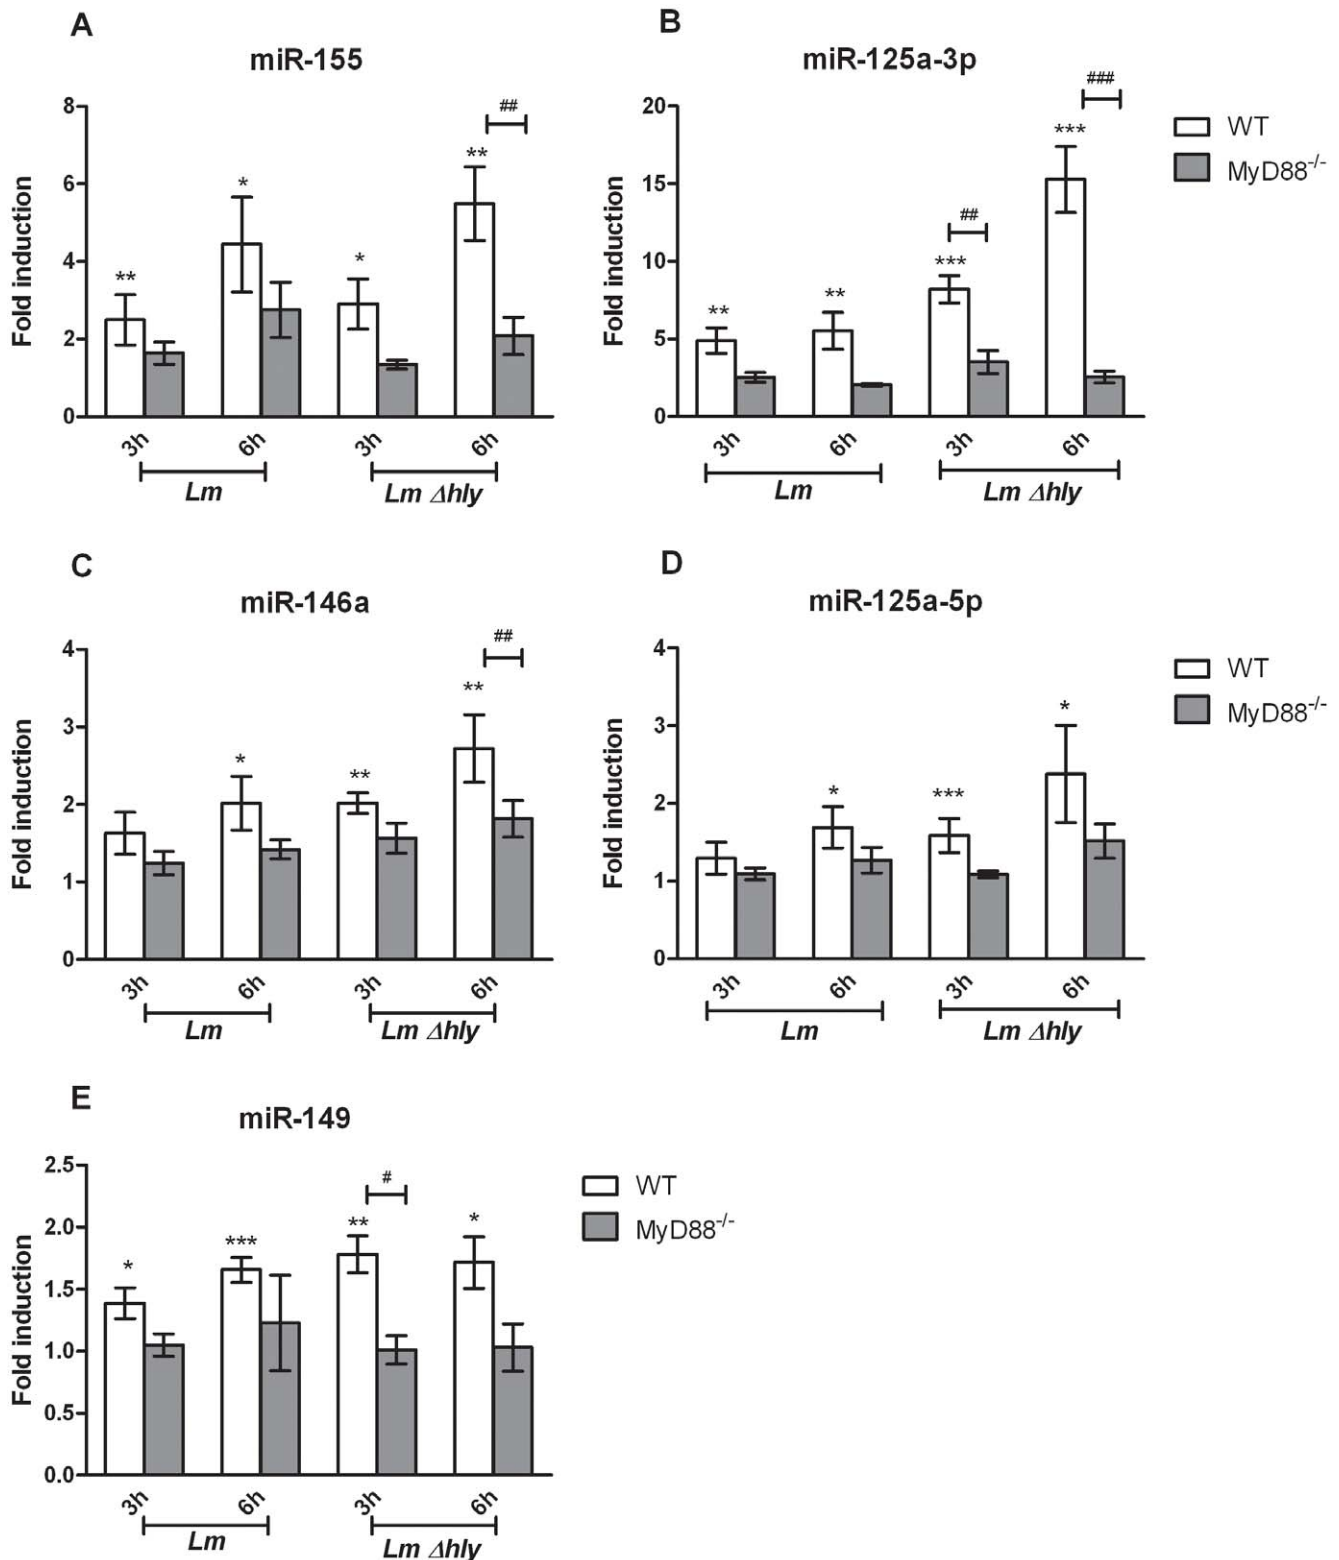 A
miR-155
Fold induction
8
6
4
2
0
**
*
*
**
##
3h
6h
3h
6h
Lm
Lm Δhly
B
miR-125a-3p
Fold induction
20
15
10
5
0
**
**
***
##
***
###
3h
6h
3h
6h
Lm
Lm Δhly
WT
MyD88-/-
C
miR-146a
Fold induction
4
3
2
1
0
*
**
**
##
3h
6h
3h
6h
Lm
Lm Δhly
D
miR-125a-5p
Fold induction
4
3
2
1
0
*
***
*
3h
6h
3h
6h
Lm
Lm Δhly
WT
MyD88-/-
E
miR-149
Fold induction
2.5
2.0
1.5
1.0
0.5
0.0
*
***
**
#
*
3h
6h
3h
6h
Lm
Lm Δhly
WT
MyD88-/-